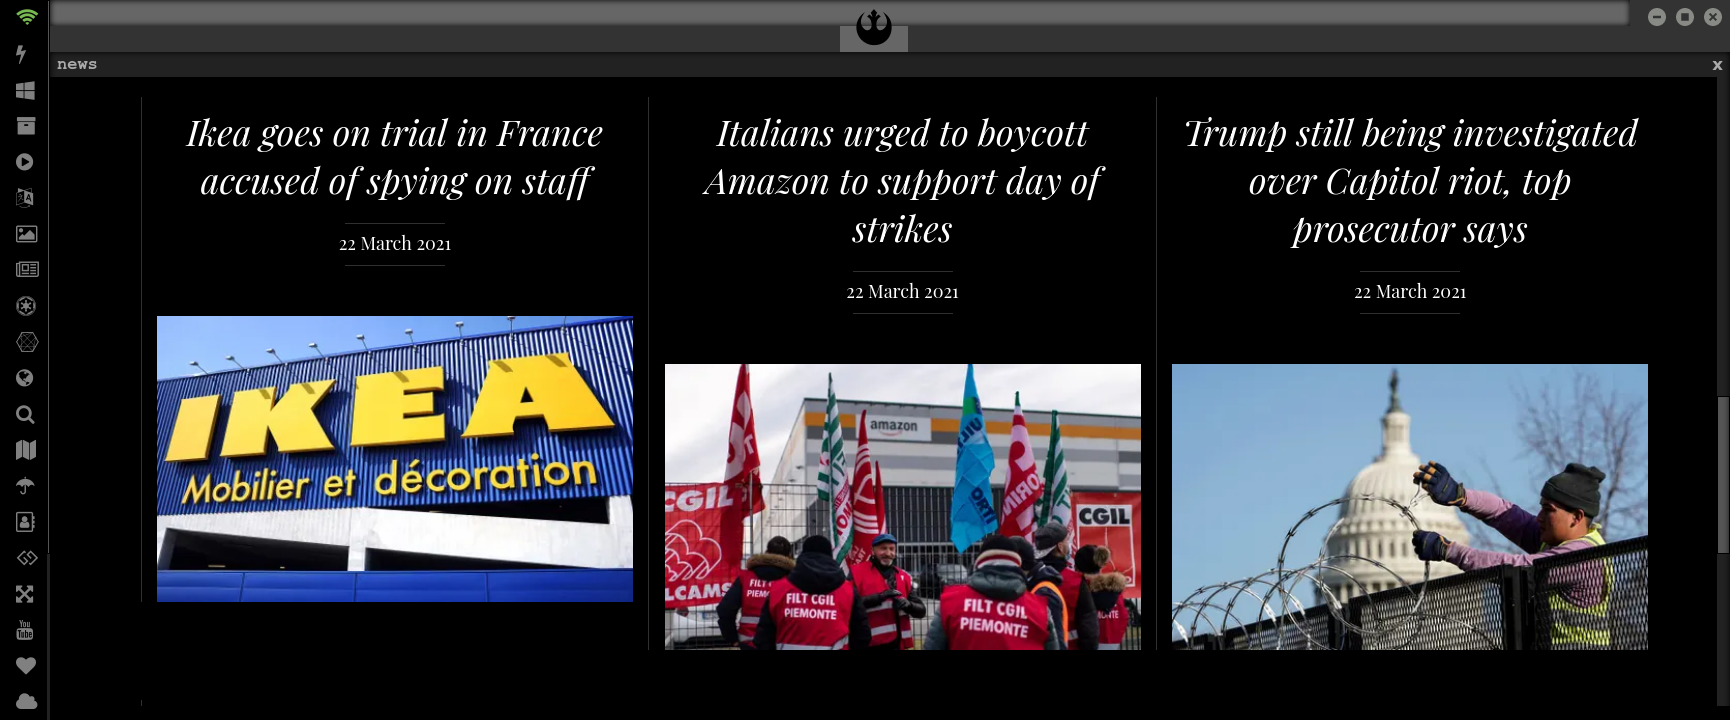 news
x
Ikea goes on trial in France
accused of spying on staff
22 March 2021
IKEA
Mobilier et décoration
Italians urged to boycott
Amazon to support day of
strikes
22 March 2021
amazon
CGIL
CGIL
FILT CGIL
PIEMONTE
FILT CGIL
PIEMONTE
Trump still being investigated
over Capitol riot, top
prosecutor says
22 March 2021
You
Tube